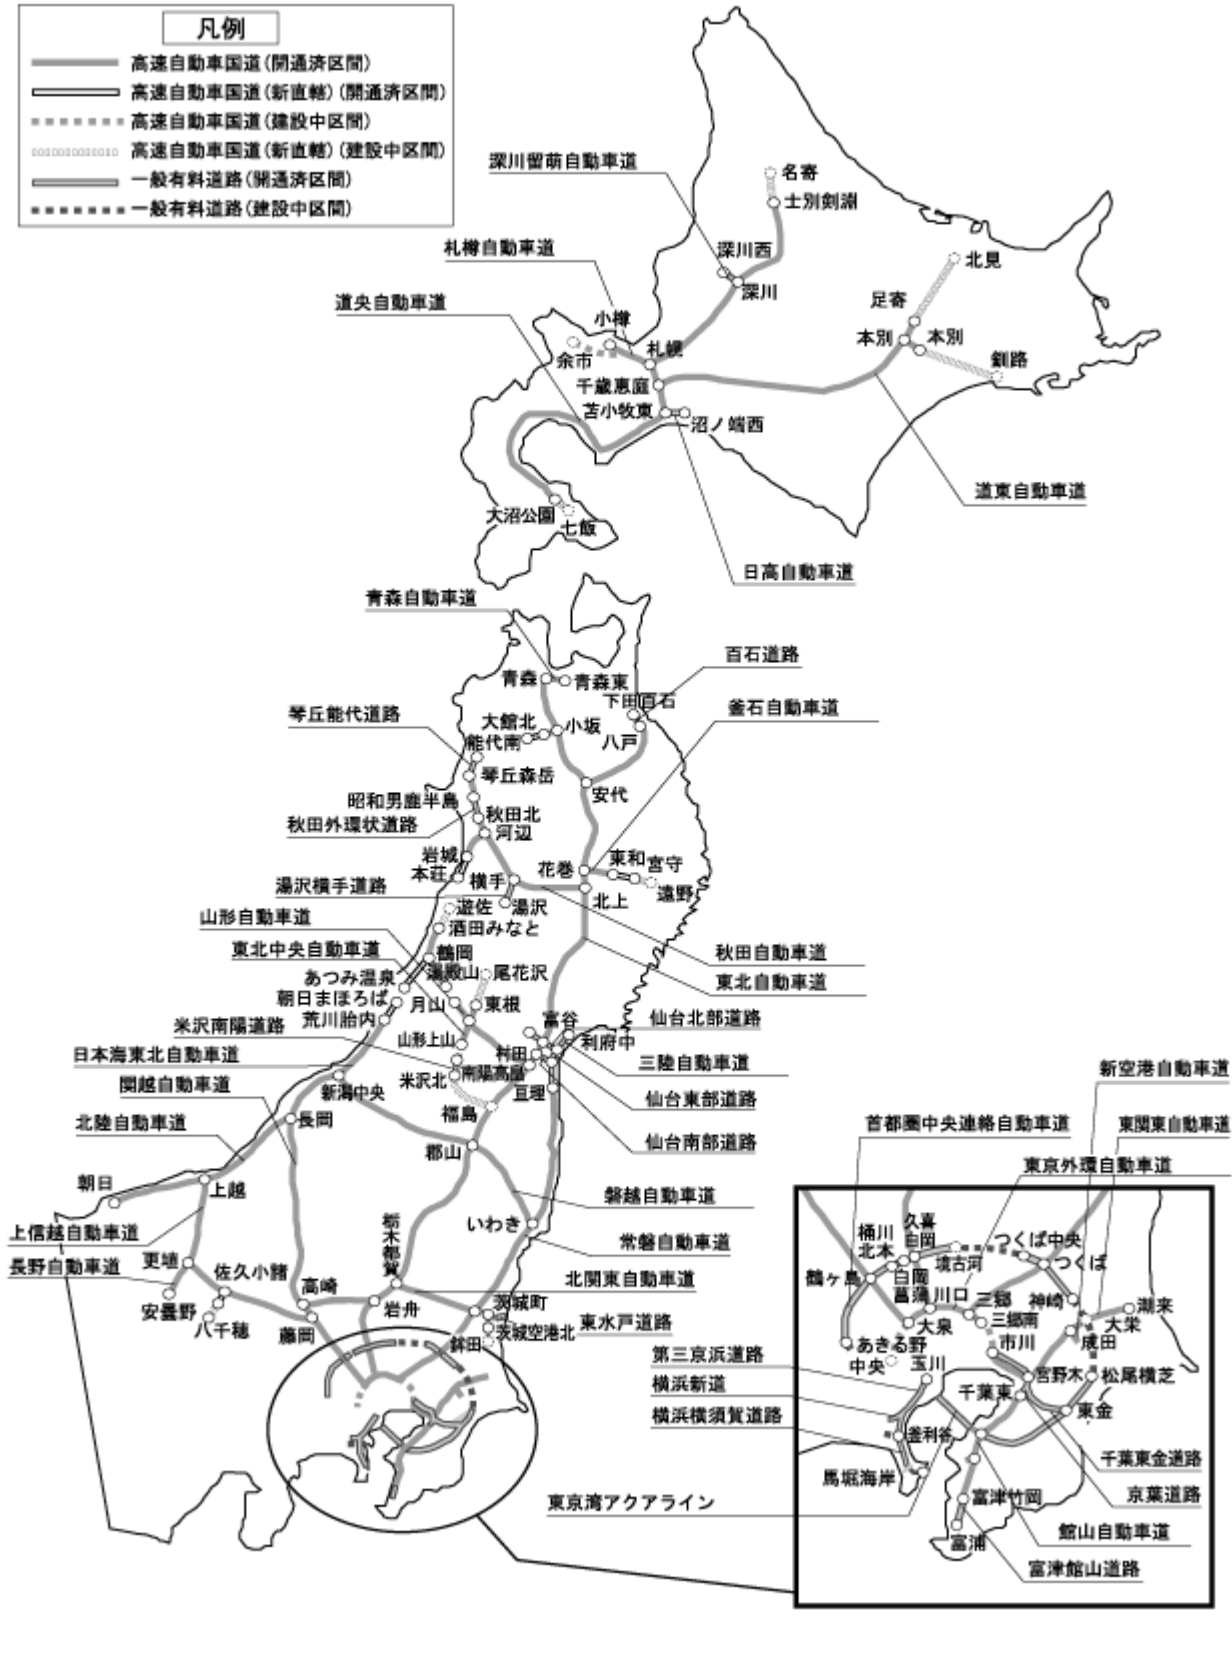 凡例
高速自動車国道(開通済区間)
高速自動車国道(新直轄)(開通済区間)
高速自動車国道(建設中区間)
高速自動車国道(新直轄)(建設中区間)
一般有料道路(開通済区間)
一般有料道路(建設中区間)
深川留萌自動車道
名寄
士別剣淵
札樽自動車道
深川西
北見
深川
道央自動車道
足寄
小樽
本別
本別
余市
札幌
釧路
千歳恵庭
苫小牧東
沼ノ端西
道東自動車道
大沼公園
七飯
日高自動車道
青森自動車道
百石道路
青森
青森東
下田百石
釜石自動車道
琴丘能代道路
大館北
小坂
能代南
八戸
琴丘森岳
安代
昭和男鹿半島
秋田北
秋田外環状道路
河辺
岩城
花巻
東和
宮守
本荘
横手
湯沢横手道路
遠野
北上
遊佐
湯沢
山形自動車道
酒田みなと
東北中央自動車道
鶴岡
秋田自動車道
湯殿山
尾花沢
あつみ温泉
東北自動車道
朝日まほろば
月山
東根
荒川胎内
富谷
仙台北部道路
米沢南陽道路
山形上山
利府中
日本海東北自動車道
村田
三陸自動車道
新空港自動車道
関越自動車道
米沢北
南陽高畠
新潟中央
亘理
仙台東部道路
福島
北陸自動車道
長岡
首都圏中央連絡自動車道
東関東自動車道
郡山
仙台南部道路
東京外環自動車道
朝日
上越
磐越自動車道
いわき
上信越自動車道
栃木都賀
常磐自動車道
更埴
長野自動車道
佐久小諸
北関東自動車道
高崎
安曇野
岩舟
茨城町
八千穂
藤岡
東水戸道路
茨城空港北
鉾田
桶川北本
久喜白岡
つくば中央
境古河
つくば
鶴ヶ島
白岡菖蒲
川口
三郷
神崎
潮来
大泉
三郷南
大栄
第三京浜道路
あきる野
市川
成田
中央
玉川
横浜新道
宮野木
松尾横芝
千葉東
横浜横須賀道路
東金
釜利谷
馬堀海岸
千葉東金道路
富津竹岡
京葉道路
東京湾アクアライン
館山自動車道
富浦
富津館山道路